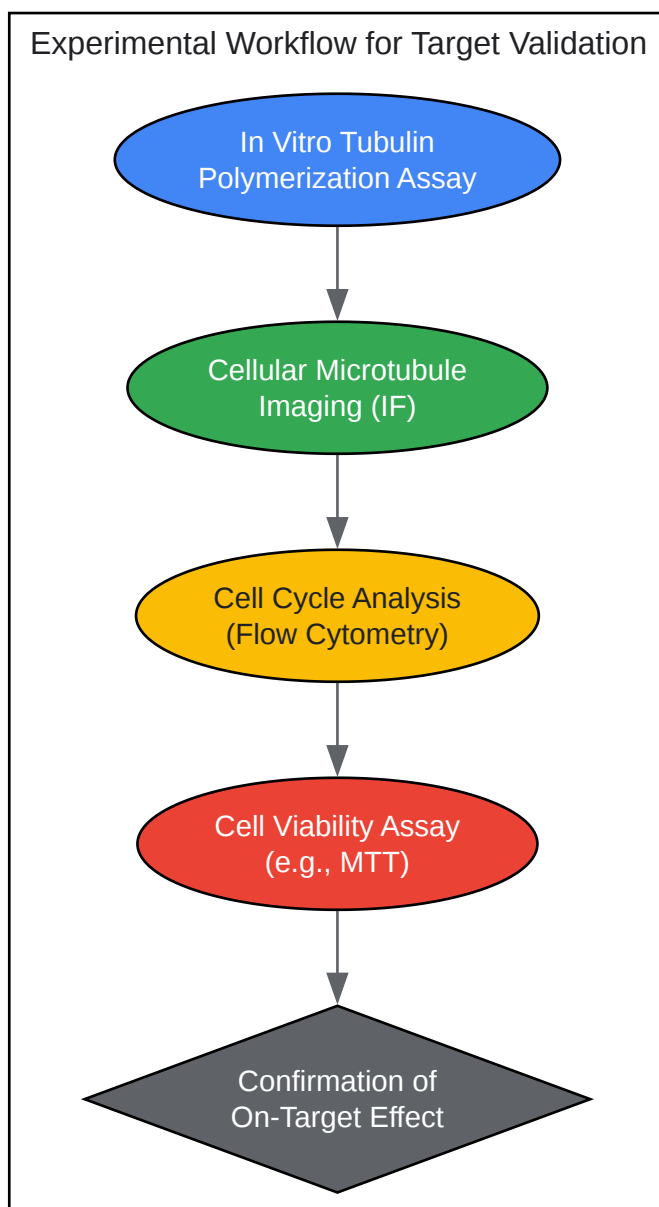 Experimental Workflow for Target Validation
In Vitro Tubulin
Polymerization Assay
Cellular Microtubule
Imaging (IF)
Cell Cycle Analysis
(Flow Cytometry)
Cell Viability Assay
(e.g., MTT)
Confirmation of
On-Target Effect